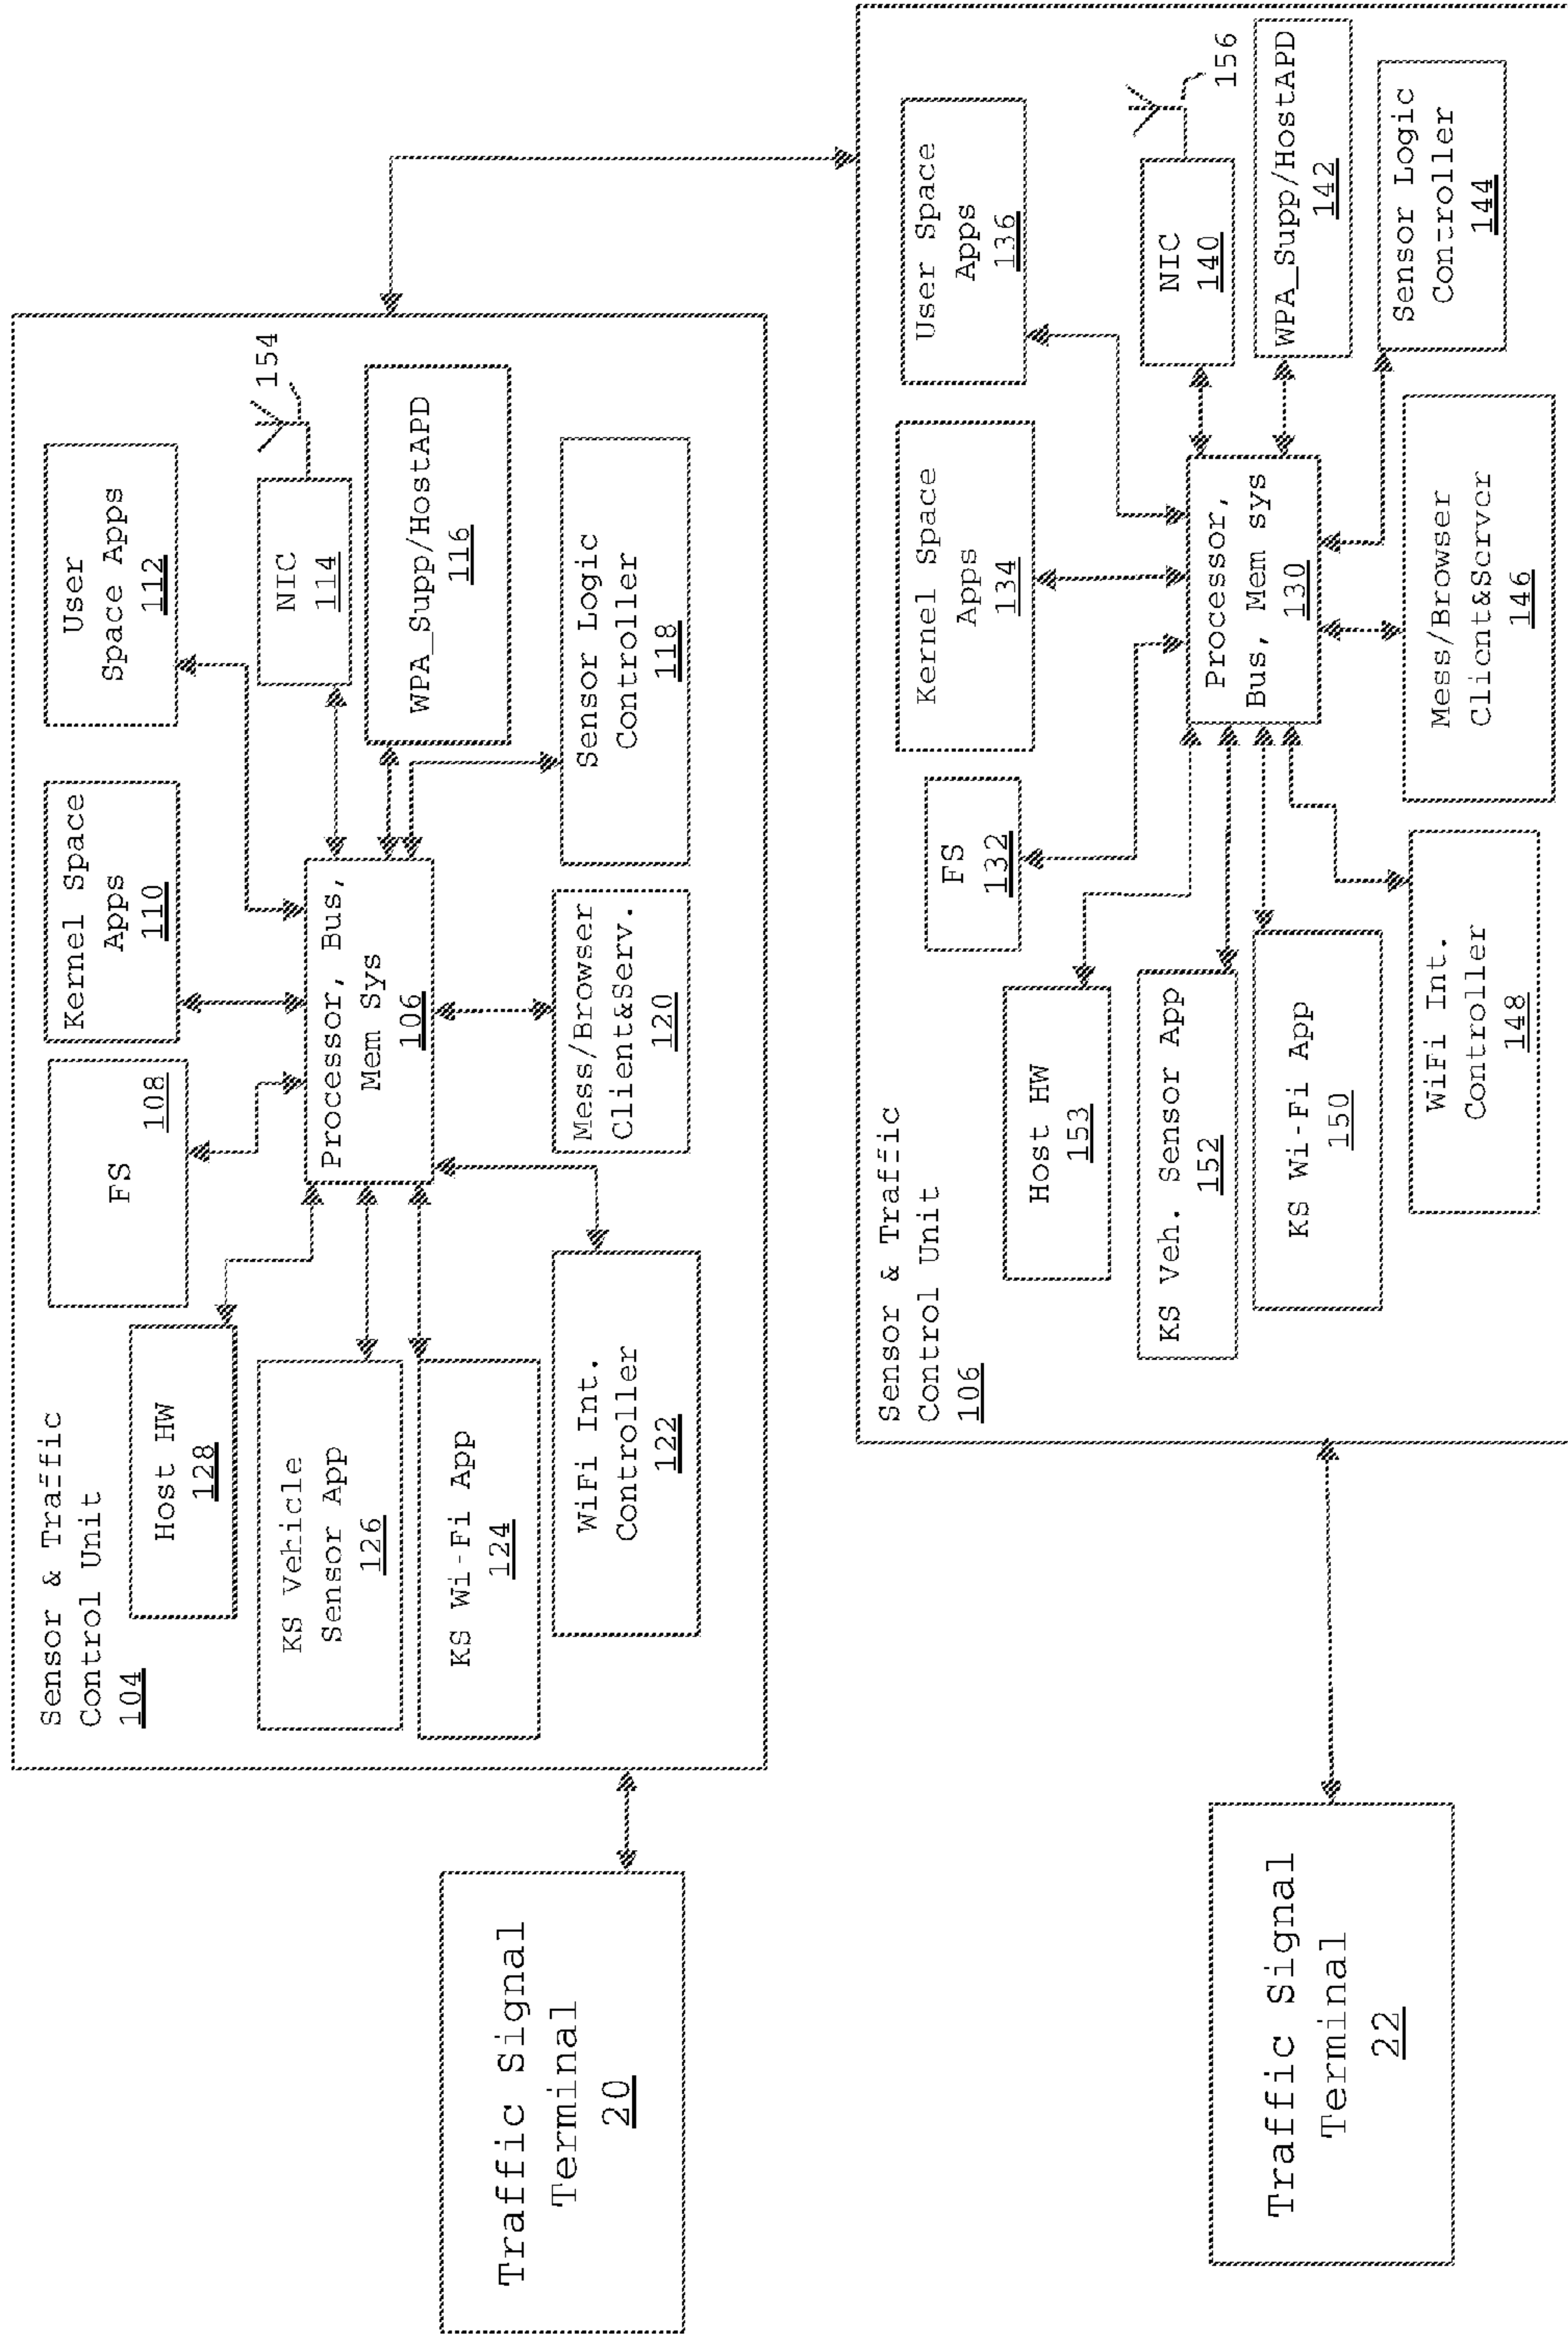 Sensor & Traffic
Control Unit
104
Host HW
128
FS
108
Kernel Space
Apps
110
User
Space Apps
112
KS Vehicle
Sensor App
126
Processor, Bus,
Mem Sys
106
NIC
114
154
KS Wi-Fi App
124
WPA_Supp/HostAPD
116
WiFi Int.
Controller
122
Mess/Browser
Client&Serv.
120
Sensor Logic
Controller
118
Traffic Signal
Terminal
20
Sensor & Traffic
Control Unit
106
Host HW
153
FS
132
Kernel Space
Apps
134
User Space
Apps
136
KS Veh. Sensor App
152
Processor,
Bus, Mem sys
130
NIC
140
156
KS Wi-Fi App
150
WPA_Supp/HostAPD
142
WiFi Int.
Controller
148
Mess/Browser
Client&Server
146
Sensor Logic
Controller
144
Traffic Signal
Terminal
22